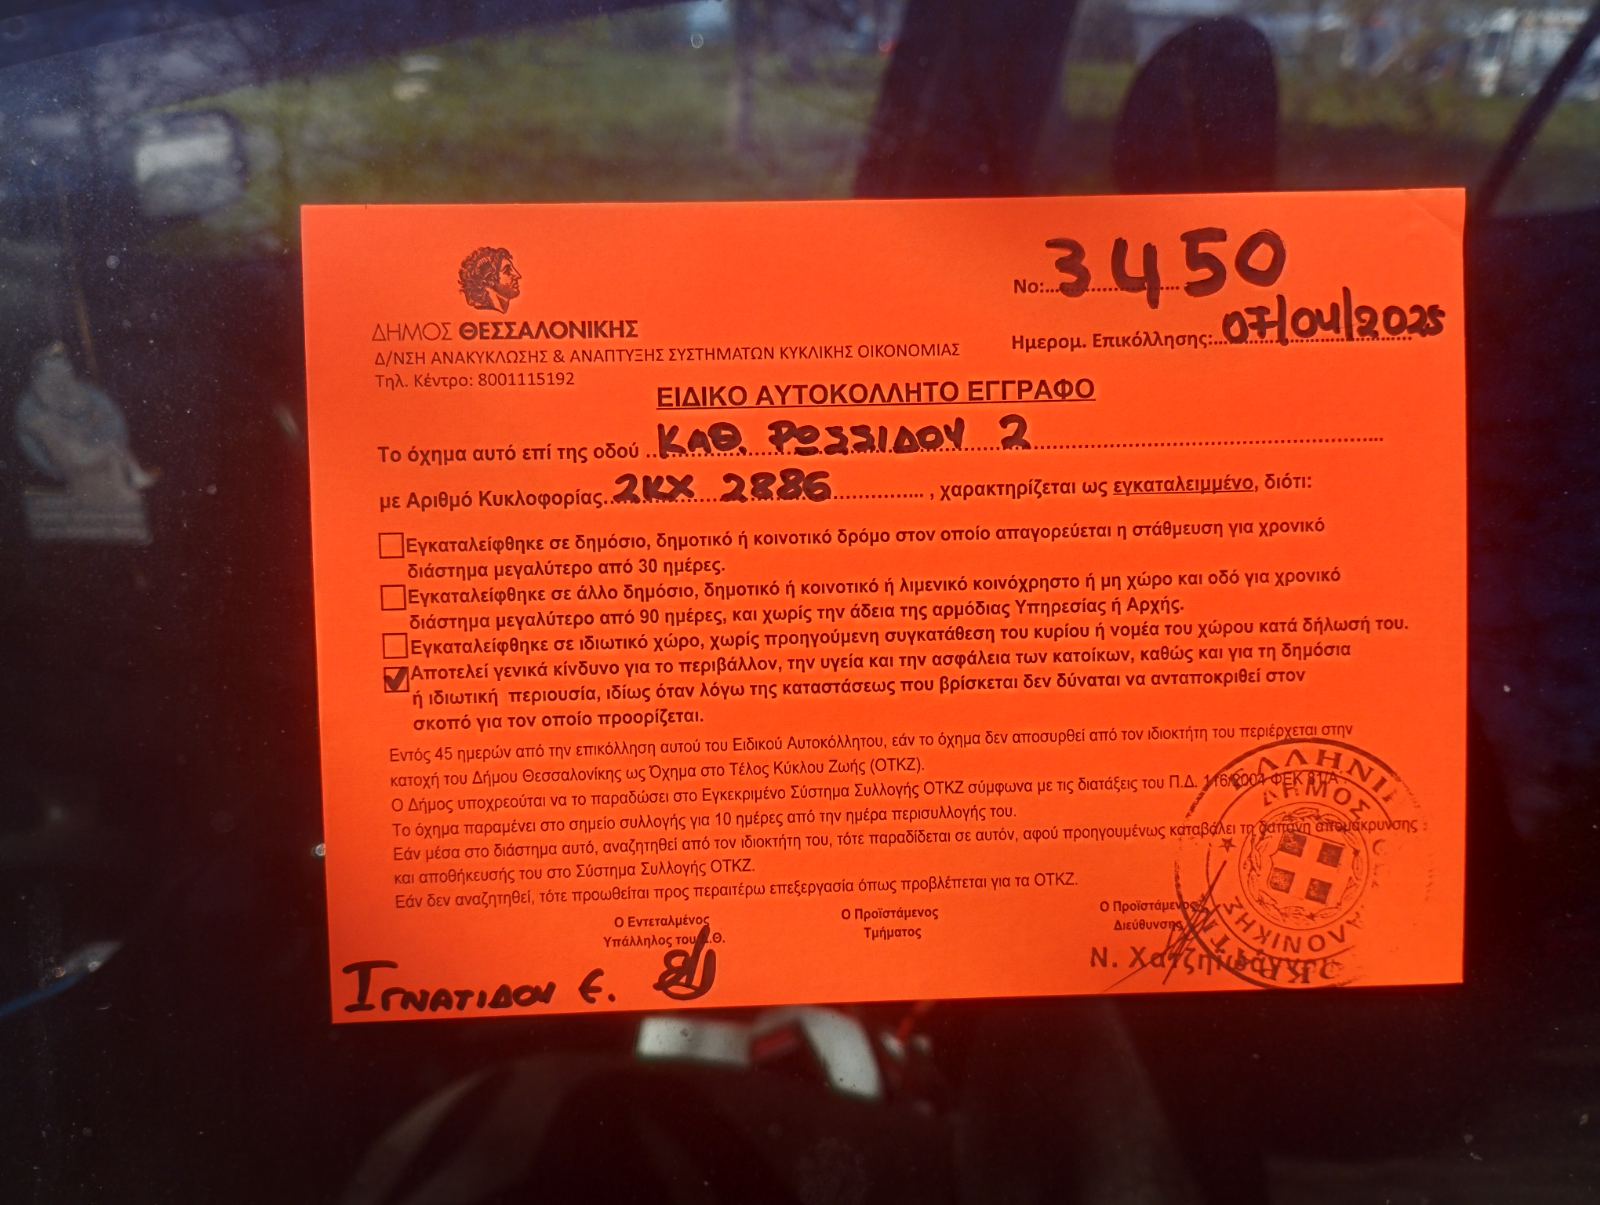 Νο: 3450
ΔΗΜΟΣ ΘΕΣΣΑΛΟΝΙΚΗΣ
Ημερομ. Επικόλλησης: 07/04/2025
Δ/ΝΣΗ ΑΝΑΚΥΚΛΩΣΗΣ & ΑΝΑΠΤΥΞΗΣ ΣΥΣΤΗΜΑΤΩΝ ΚΥΚΛΙΚΗΣ ΟΙΚΟΝΟΜΙΑΣ
Τηλ. Κέντρο: 8001115192
ΕΙΔΙΚΟ ΑΥΤΟΚΟΛΛΗΤΟ ΕΓΓΡΑΦΟ
Το όχημα αυτό επί της οδού ΚΑΘ. ΡΩΣΣΙΔΟΥ 2
με Αριθμό Κυκλοφορίας 2ΚΧ 2886 , χαρακτηρίζεται ως εγκαταλειμμένο, διότι:
Εγκαταλείφθηκε σε δημόσιο, δημοτικό ή κοινοτικό δρόμο στον οποίο απαγορεύεται η στάθμευση για χρονικό
διάστημα μεγαλύτερο από 30 ημέρες.
Εγκαταλείφθηκε σε άλλο δημόσιο, δημοτικό ή κοινοτικό ή λιμενικό κοινόχρηστο ή μη χώρο και οδό για χρονικό
διάστημα μεγαλύτερο από 90 ημέρες, και χωρίς την άδεια της αρμόδιας Υπηρεσίας ή Αρχής.
Εγκαταλείφθηκε σε ιδιωτικό χώρο, χωρίς προηγούμενη συγκατάθεση του κυρίου ή νομέα του χώρου κατά δήλωσή του.
Αποτελεί γενικά κίνδυνο για το περιβάλλον, την υγεία και την ασφάλεια των κατοίκων, καθώς και για τη δημόσια
ή ιδιωτική περιουσία, ιδίως όταν λόγω της καταστάσεως που βρίσκεται δεν δύναται να ανταποκριθεί στον
σκοπό για τον οποίο προορίζεται.
Εντός 45 ημερών από την επικόλληση αυτού του Ειδικού Αυτοκόλλητου, εάν το όχημα δεν αποσυρθεί από τον ιδιοκτήτη του περιέρχεται στην
κατοχή του Δήμου Θεσσαλονίκης ως Όχημα στο Τέλος Κύκλου Ζωής (ΟΤΚΖ).
Ο Δήμος υποχρεούται να το παραδώσει στο Εγκεκριμένο Σύστημα Συλλογής ΟΤΚΖ σύμφωνα με τις διατάξεις του Π.Δ. 116/2004 ΦΕΚ 81/Α
Το όχημα παραμένει στο σημείο συλλογής για 10 ημέρες από την ημέρα περισυλλογής του.
Εάν μέσα στο διάστημα αυτό, αναζητηθεί από τον ιδιοκτήτη του, τότε παραδίδεται σε αυτόν, αφού προηγουμένως καταβάλει τη δαπάνη απομάκρυνσης
και αποθήκευσής του στο Σύστημα Συλλογής ΟΤΚΖ.
Εάν δεν αναζητηθεί, τότε προωθείται προς περαιτέρω επεξεργασία όπως προβλέπεται για τα ΟΤΚΖ.
Ο Εντεταλμένος
Υπάλληλος του Δ.Θ.
Ο Προϊστάμενος
Τμήματος
Ο Προϊστάμενος
Διεύθυνσης
Ν.
ΙΓΝΑΤΙΔΟΥ Ε.
ΔΗΜΟΣ